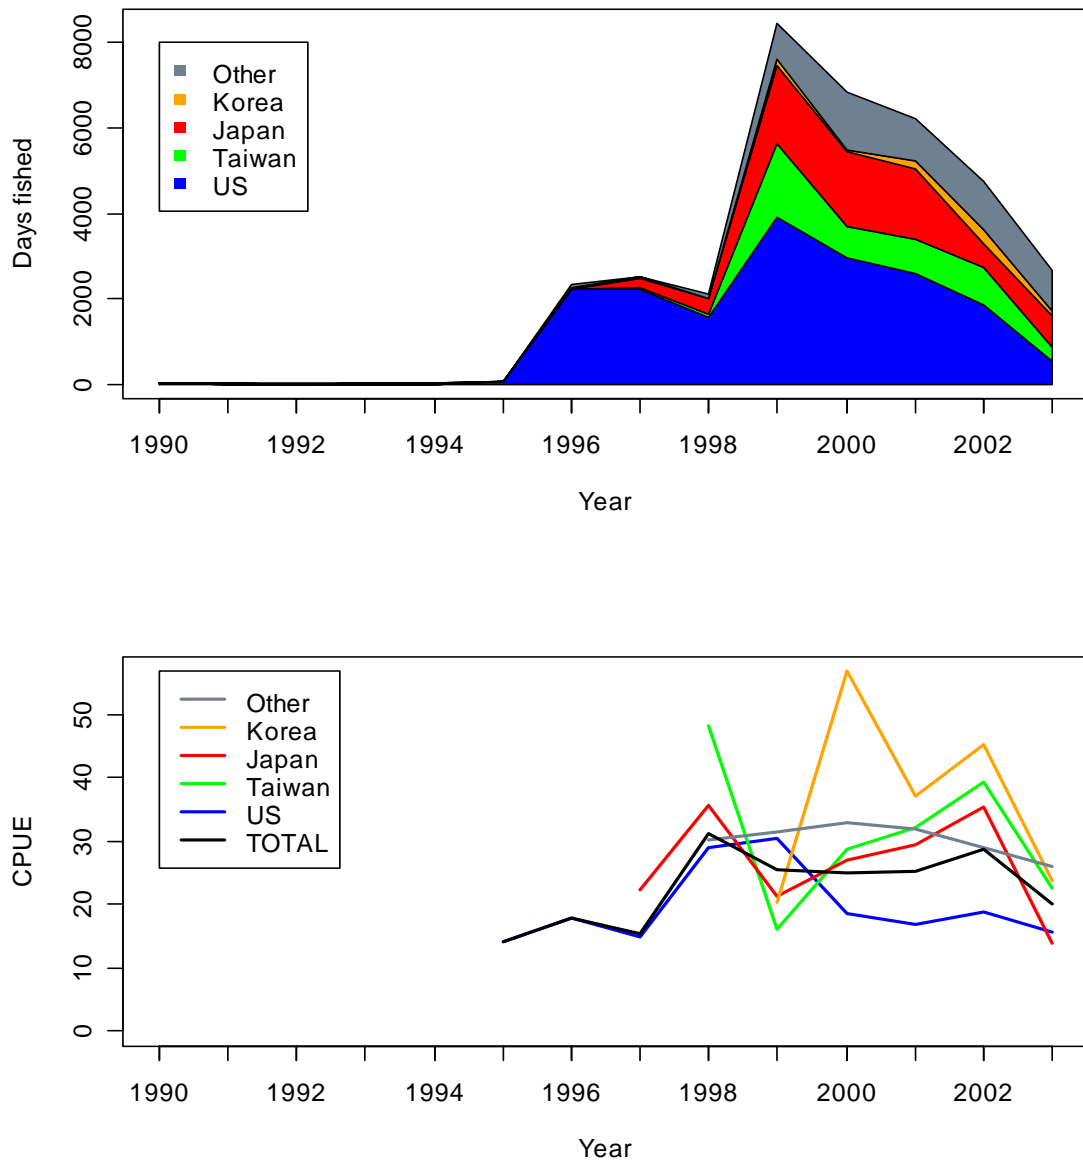 Days fished
8000
6000
4000
2000
0
Other
Korea
Japan
Taiwan
US
1990 1992 1994 1996 1998 2000 2002
Year
CPUE
50
40
30
20
10
0
Other
Korea
Japan
Taiwan
US
TOTAL
1990 1992 1994 1996 1998 2000 2002
Year